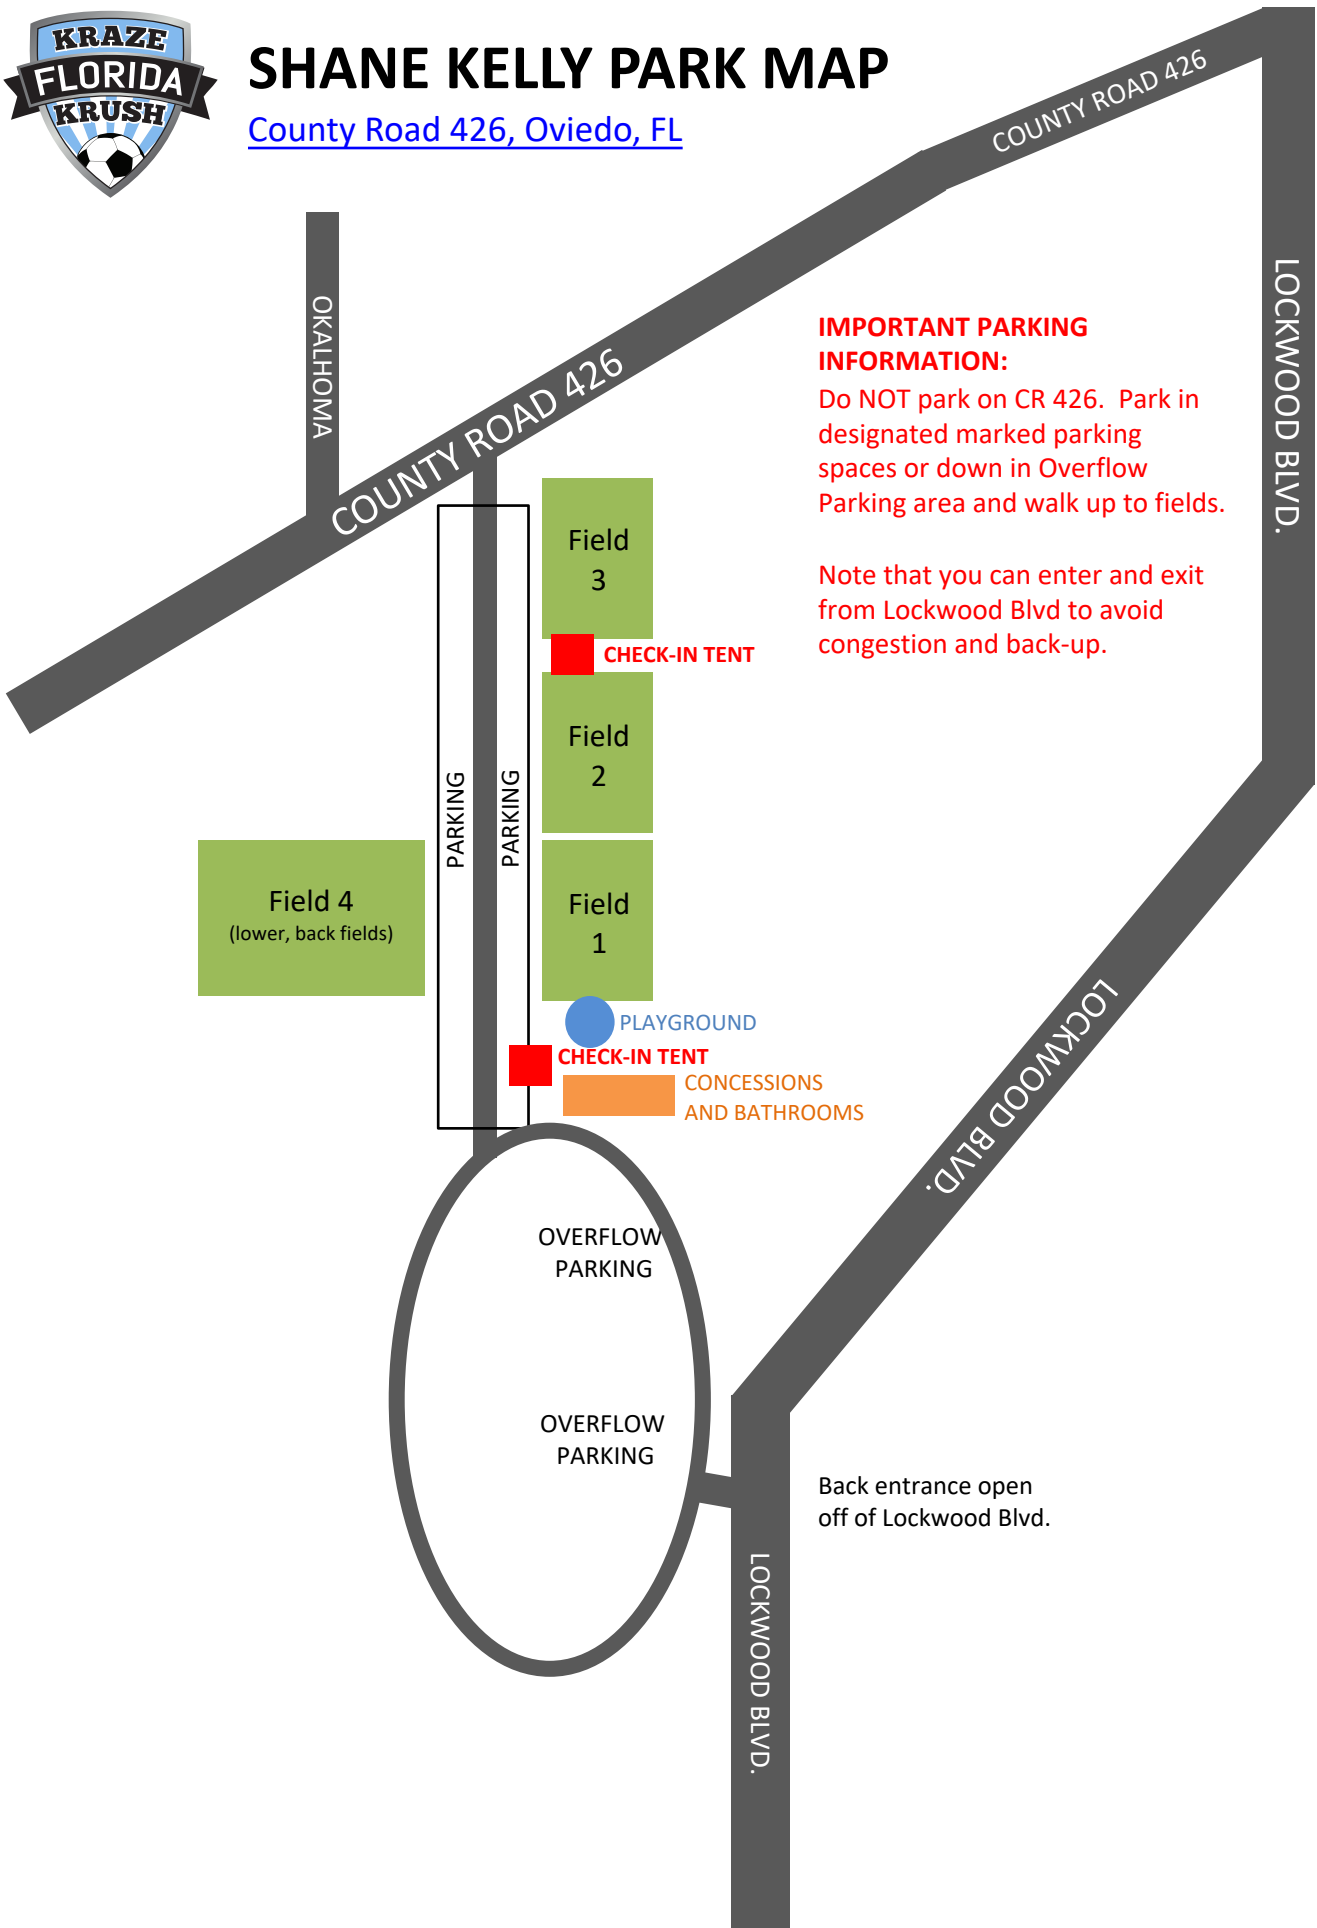 KRAZE
FLORIDA
KRUSH
SHANE KELLY PARK MAP
County Road 426, Oviedo, FL
COUNTY ROAD 426
LOCKWOOD BLVD.
OKALHOMA
COUNTY ROAD 426
IMPORTANT PARKING
INFORMATION:
Do NOT park on CR 426.  Park in
designated marked parking
spaces or down in Overflow
Parking area and walk up to fields.
Note that you can enter and exit
from Lockwood Blvd to avoid
congestion and back-up.
Field
3
CHECK-IN TENT
Field
2
PARKING
PARKING
Field 4
(lower, back fields)
Field
1
PLAYGROUND
CHECK-IN TENT
CONCESSIONS
AND BATHROOMS
LOCKWOOD BLVD.
OVERFLOW
PARKING
OVERFLOW
PARKING
Back entrance open
off of Lockwood Blvd.
LOCKWOOD BLVD.